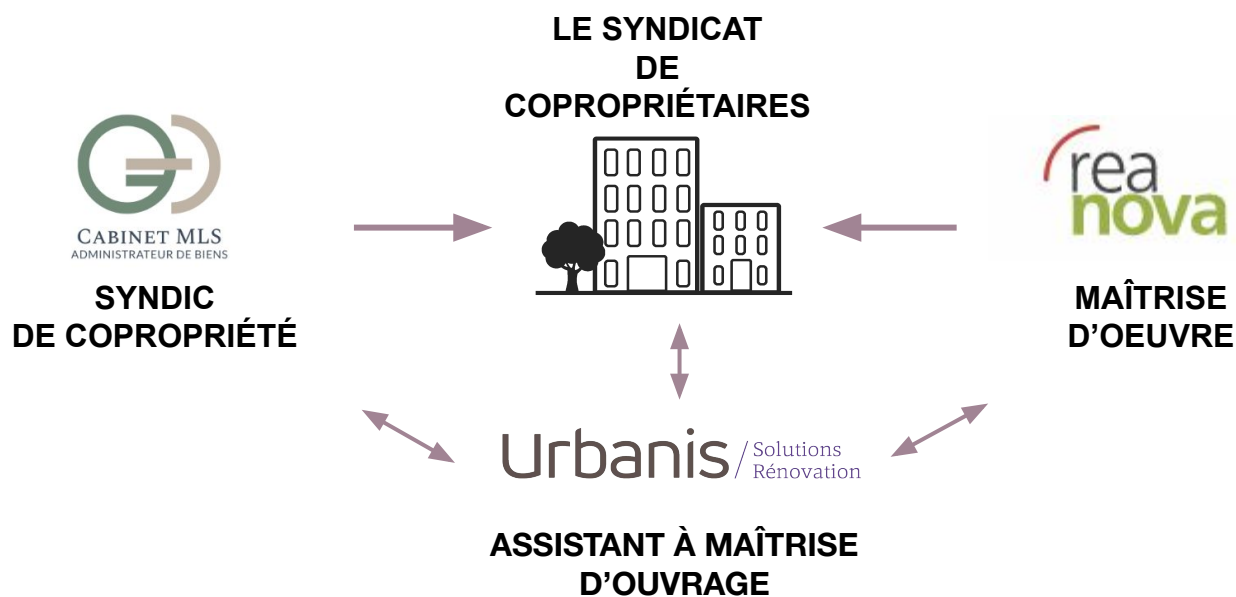 LE SYNDICAT
DE
COPROPRIÉTAIRES
CABINET MLS
ADMINISTRATEUR DE BIENS
SYNDIC
DE COPROPRIÉTÉ
rea
nova
MAÎTRISE
D’OEUVRE
Urbanis / Solutions
Rénovation
ASSISTANT À MAÎTRISE
D’OUVRAGE